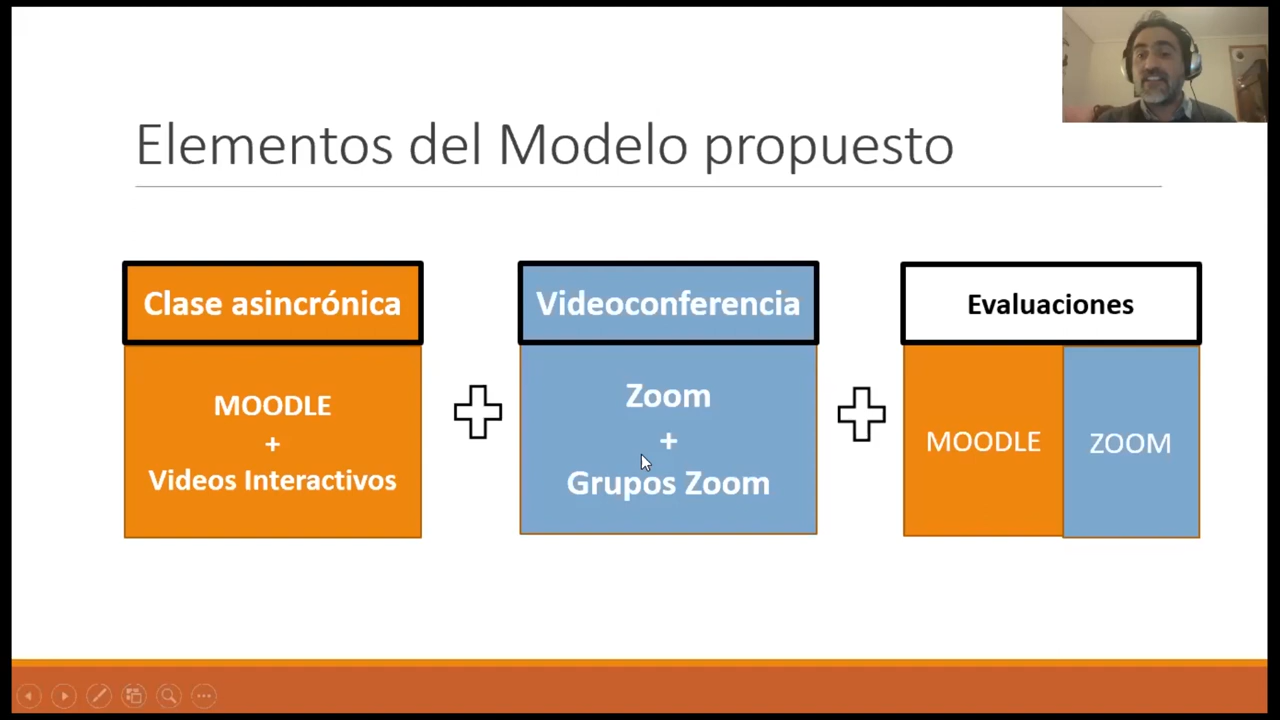 Elementos del Modelo propuesto
Clase asincrónica
MOODLE
+
Videos Interactivos
Videoconferencia
Zoom
+
Grupos Zoom
Evaluaciones
MOODLE
ZOOM